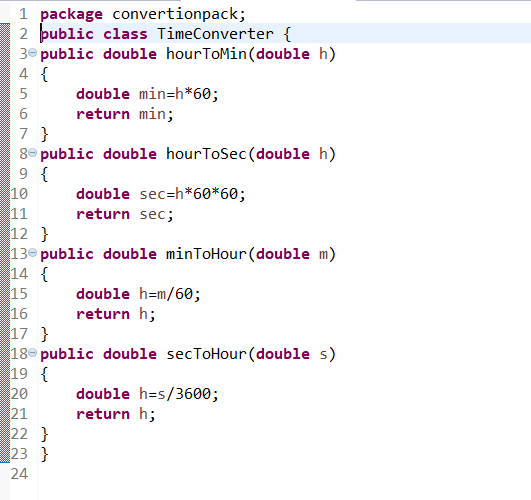 1 package convertionpack;
2 public class TimeConverter {
3 public double hourToMin(double h)
4 {
5     double min=h*60;
6     return min;
7 }
8 public double hourToSec(double h)
9 {
10     double sec=h*60*60;
11     return sec;
12 }
13 public double minToHour(double m)
14 {
15     double h=m/60;
16     return h;
17 }
18 public double secToHour(double s)
19 {
20     double h=s/3600;
21     return h;
22 }
23 }
24